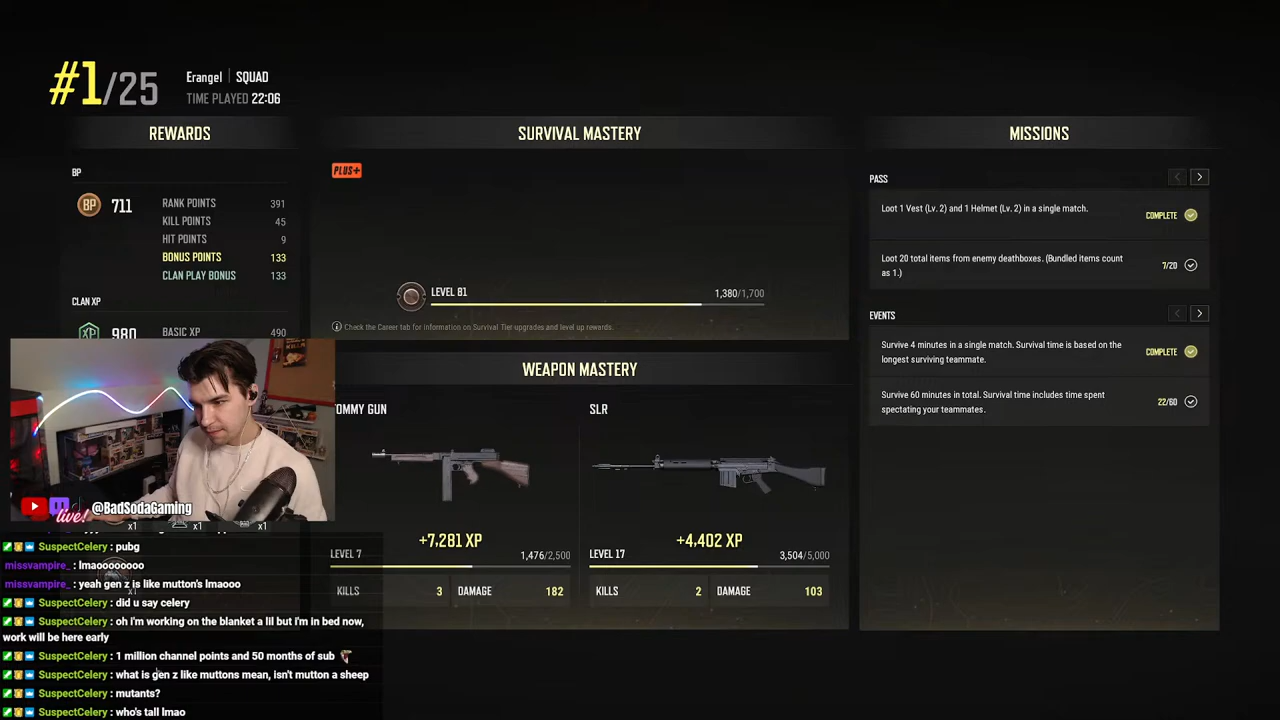 #1/25
Erangel | SQUAD
TIME PLAYED 22:06
REWARDS
BP
BP 711
RANK POINTS 391
KILL POINTS 45
HIT POINTS 9
BONUS POINTS 133
CLAN PLAY BONUS 133
CLAN XP
XP 980
BASIC XP 490
SURVIVAL MASTERY
PLUS+
LEVEL 81 1,380/1,700
Check the Career tab for information on Survival Tier upgrades and level up rewards.
WEAPON MASTERY
TOMMY GUN
+7,281 XP
LEVEL 7 1,476/2,500
KILLS 3 DAMAGE 182
SLR
+4,402 XP
LEVEL 17 3,504/5,000
KILLS 2 DAMAGE 103
MISSIONS
PASS
Loot 1 Vest (Lv. 2) and 1 Helmet (Lv. 2) in a single match.
COMPLETE
Loot 20 total items from enemy deathboxes. (Bundled items count
as 1.)
7/20
EVENTS
Survive 4 minutes in a single match. Survival time is based on the
longest surviving teammate.
COMPLETE
Survive 60 minutes in total. Survival time includes time spent
spectating your teammates.
22/60
live! @BadSodaGaming
x1 x1 x1
SuspectCelery : pubg
missvampire_ : lmaoooooooo
missvampire_ : yeah gen z is like mutton's lmaooo
SuspectCelery : did u say celery
SuspectCelery : oh I'm working on the blanket a lil but i'm in bed now,
work will be here early
SuspectCelery : 1 million channel points and 50 months of sub
SuspectCelery : what is gen z like muttons mean, isn't mutton a sheep
SuspectCelery : mutants?
SuspectCelery : who's tall lmao